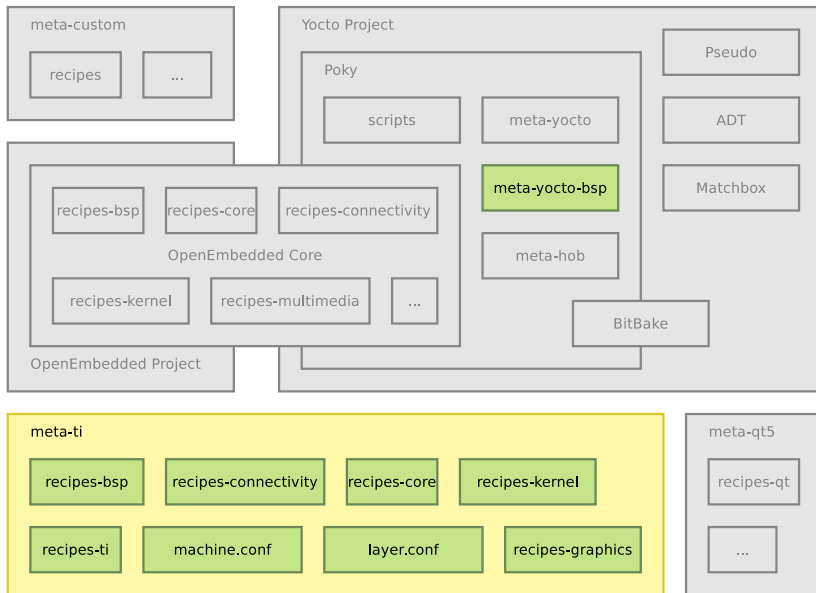 meta-custom
recipes
...
Yocto Project
Poky
scripts
meta-yocto
meta-yocto-bsp
meta-hob
Pseudo
ADT
Matchbox
BitBake
recipes-bsp
recipes-core
recipes-connectivity
OpenEmbedded Core
recipes-kernel
recipes-multimedia
...
OpenEmbedded Project
meta-ti
recipes-bsp
recipes-connectivity
recipes-core
recipes-kernel
recipes-ti
machine.conf
layer.conf
recipes-graphics
meta-qt5
recipes-qt
...